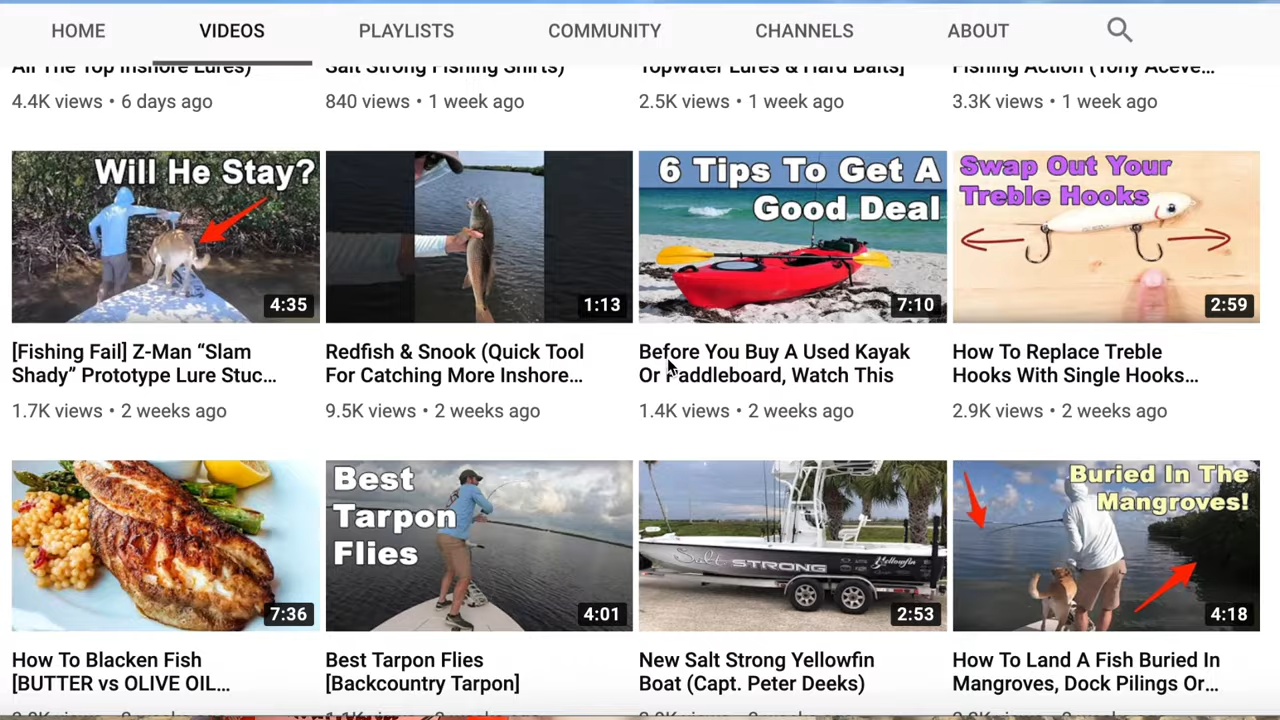 HOME VIDEOS PLAYLISTS COMMUNITY CHANNELS ABOUT
All The Top Inshore Lures)
Salt Strong Fishing Shirts)
Topwater Lures & Hard Baits]
Fishing Action (Tony Aceve...
4.4K views • 6 days ago
840 views • 1 week ago
2.5K views • 1 week ago
3.3K views • 1 week ago
Will He Stay?
4:35
1:13
6 Tips To Get A
Good Deal
7:10
Swap Out Your
Treble Hooks
2:59
[Fishing Fail] Z-Man “Slam
Shady” Prototype Lure Stuc...
1.7K views • 2 weeks ago
Redfish & Snook (Quick Tool
For Catching More Inshore...
9.5K views • 2 weeks ago
Before You Buy A Used Kayak
Or Paddleboard, Watch This
1.4K views • 2 weeks ago
How To Replace Treble
Hooks With Single Hooks...
2.9K views • 2 weeks ago
7:36
Best
Tarpon
Flies
4:01
Salt STRONG
Yellowfin
2:53
Buried In The
Mangroves!
4:18
How To Blacken Fish
[BUTTER vs OLIVE OIL...
Best Tarpon Flies
[Backcountry Tarpon]
New Salt Strong Yellowfin
Boat (Capt. Peter Deeks)
How To Land A Fish Buried In
Mangroves, Dock Pilings Or...